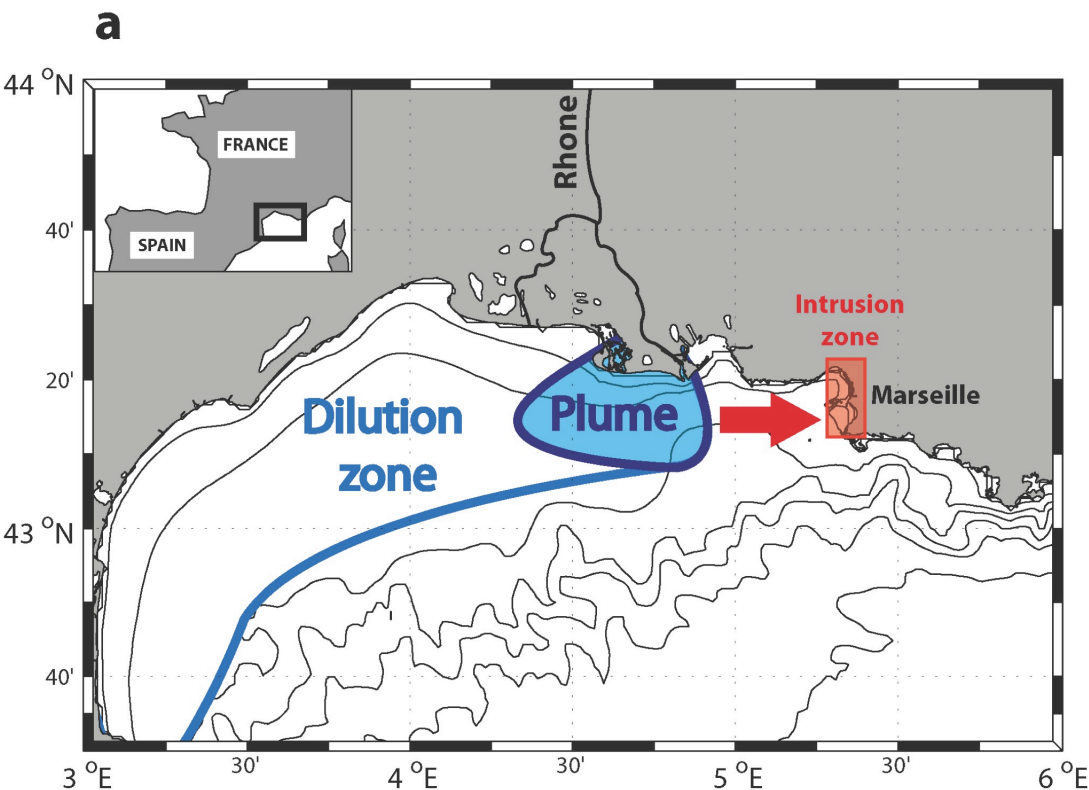 a
44 °N
FRANCE
SPAIN
Rhone
40'
Intrusion
zone
20'
Marseille
Dilution
zone
Plume
43 °N
40'
3 °E
30'
4 °E
30'
5 °E
30'
6 °E